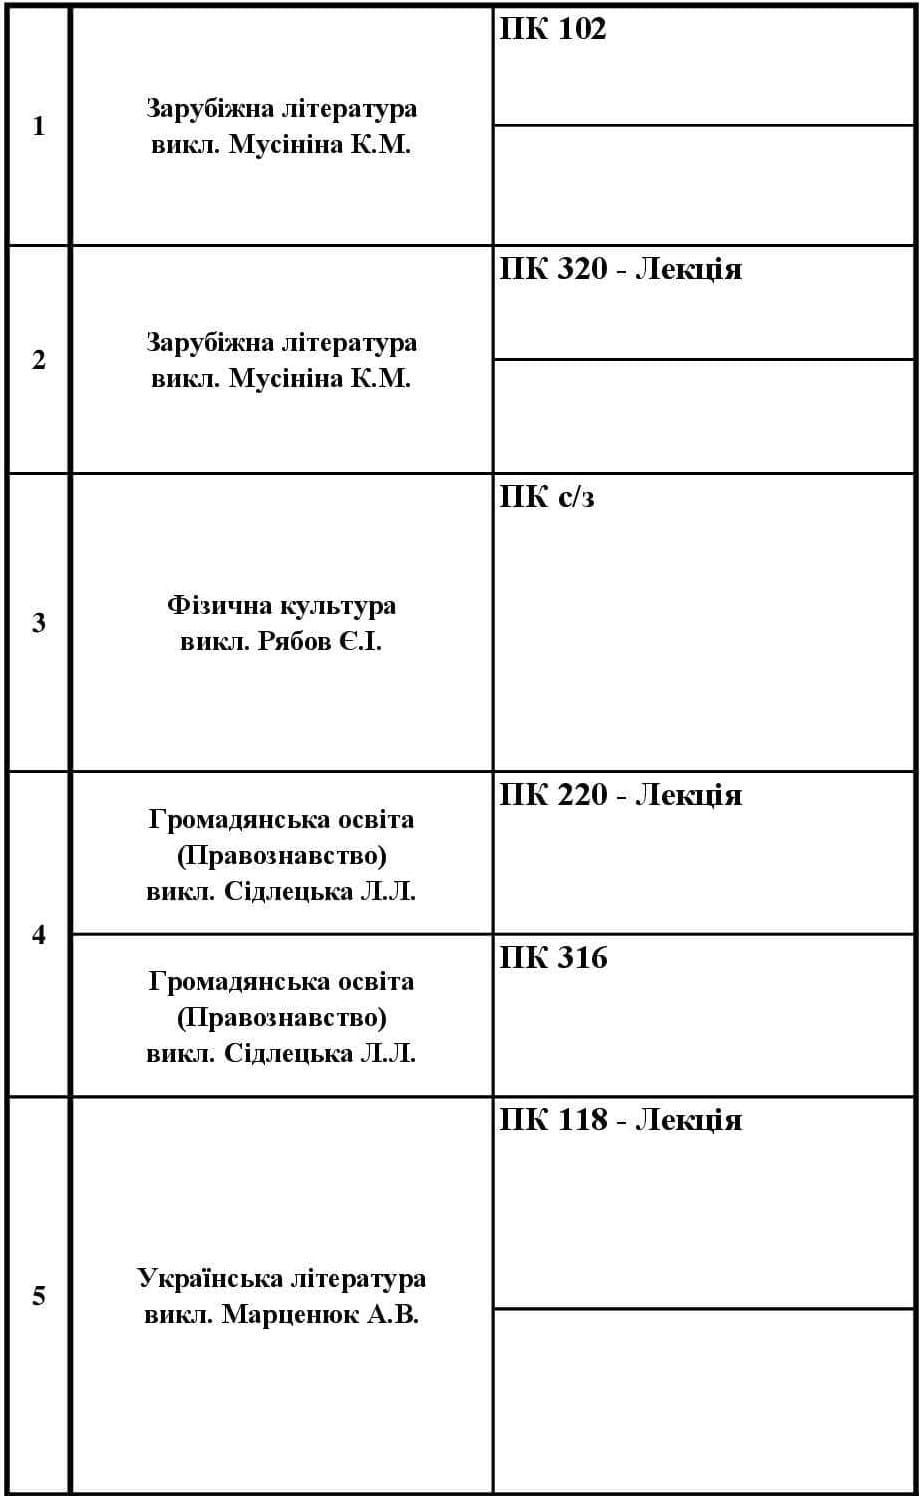 1
Зарубіжна література
викл. Мусініна К.М.
ПК 102
2
Зарубіжна література
викл. Мусініна К.М.
ПК 320 - Лекція
3
Фізична культура
викл. Рябов Є.І.
ПК с/з
4
Громадянська освіта
(Правознавство)
викл. Сідлецька Л.Л.
ПК 220 - Лекція
Громадянська освіта
(Правознавство)
викл. Сідлецька Л.Л.
ПК 316
5
Українська література
викл. Марценюк А.В.
ПК 118 - Лекція